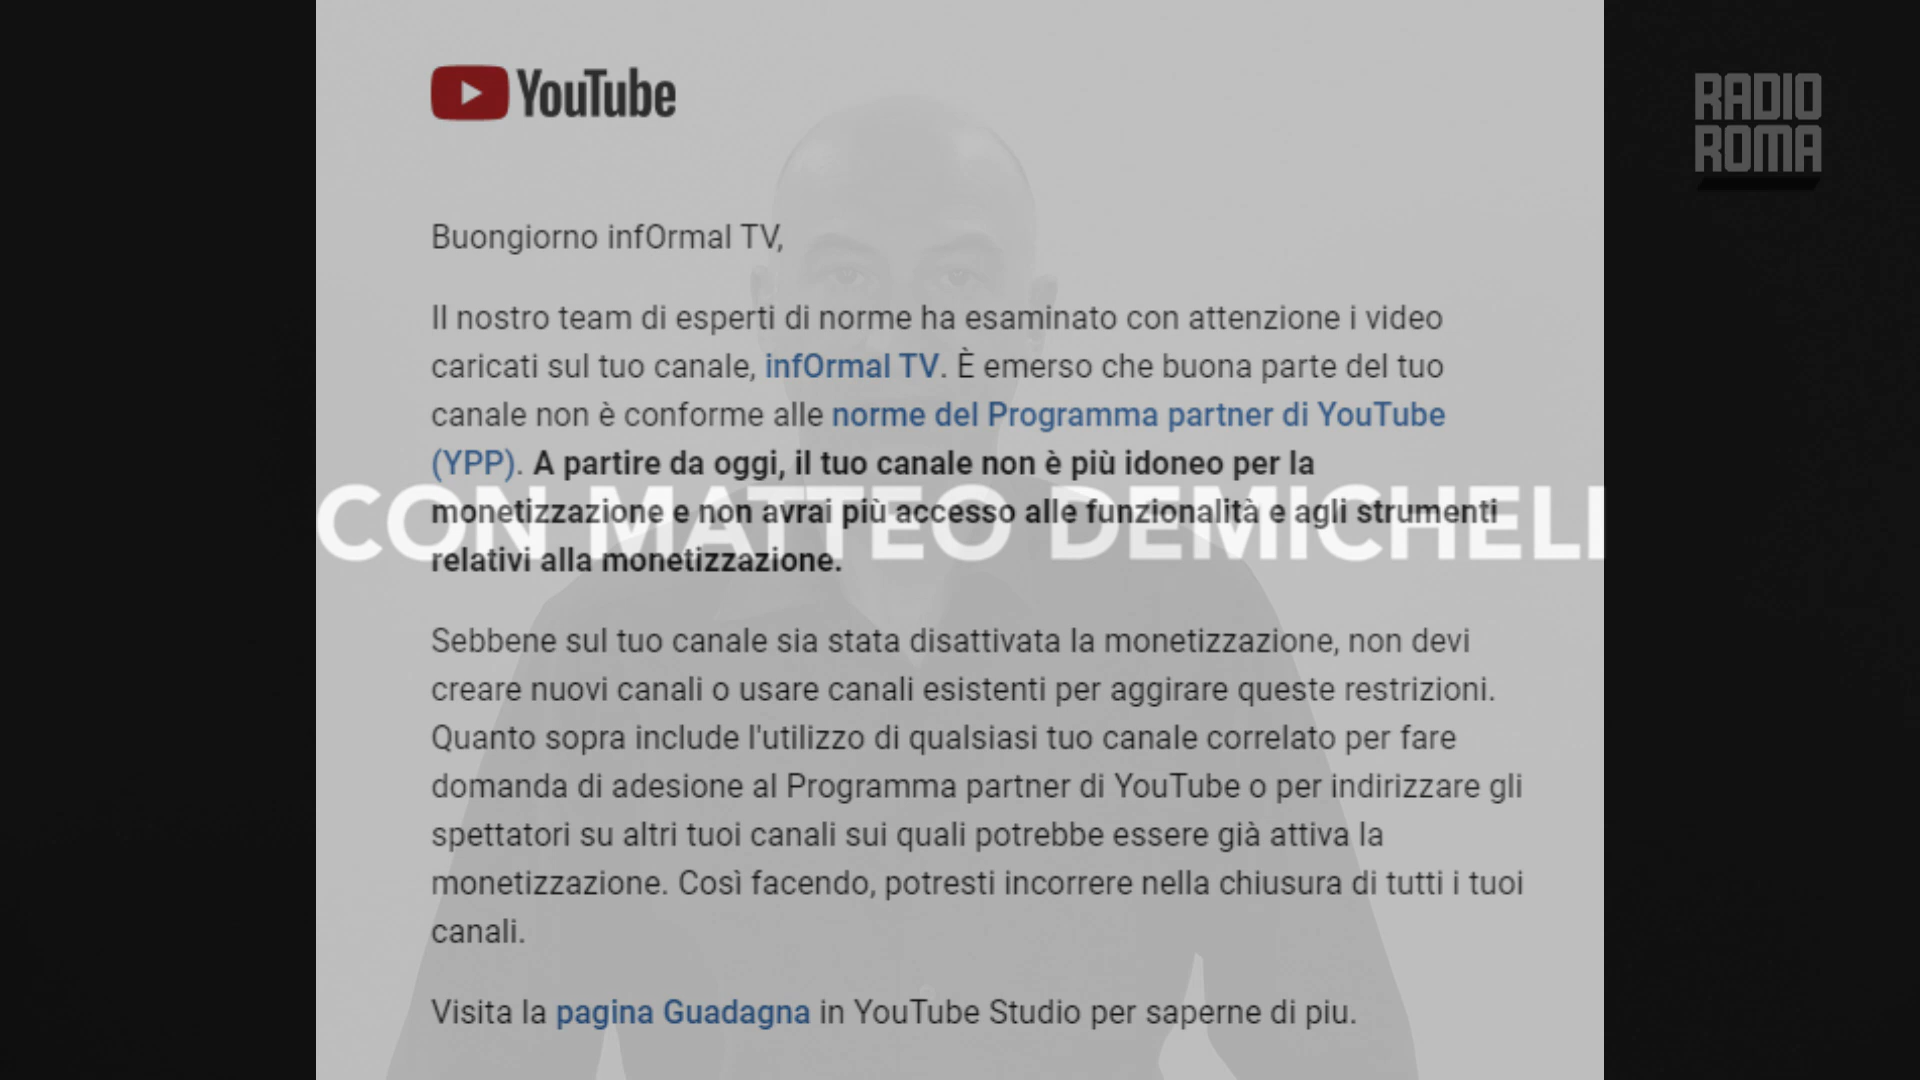 YouTube
RADIO
ROMA
Buongiorno infOrmal TV,
Il nostro team di esperti di norme ha esaminato con attenzione i video
caricati sul tuo canale, infOrmal TV. È emerso che buona parte del tuo
canale non è conforme alle norme del Programma partner di YouTube
(YPP). A partire da oggi, il tuo canale non è più idoneo per la
monetizzazione e non avrai più accesso alle funzionalità e agli strumenti
CON MATTEO DEMICHELI
relativi alla monetizzazione.
Sebbene sul tuo canale sia stata disattivata la monetizzazione, non devi
creare nuovi canali o usare canali esistenti per aggirare queste restrizioni.
Quanto sopra include l'utilizzo di qualsiasi tuo canale correlato per fare
domanda di adesione al Programma partner di YouTube o per indirizzare gli
spettatori su altri tuoi canali sui quali potrebbe essere già attiva la
monetizzazione. Così facendo, potresti incorrere nella chiusura di tutti i tuoi
canali.
Visita la pagina Guadagna in YouTube Studio per saperne di piu.